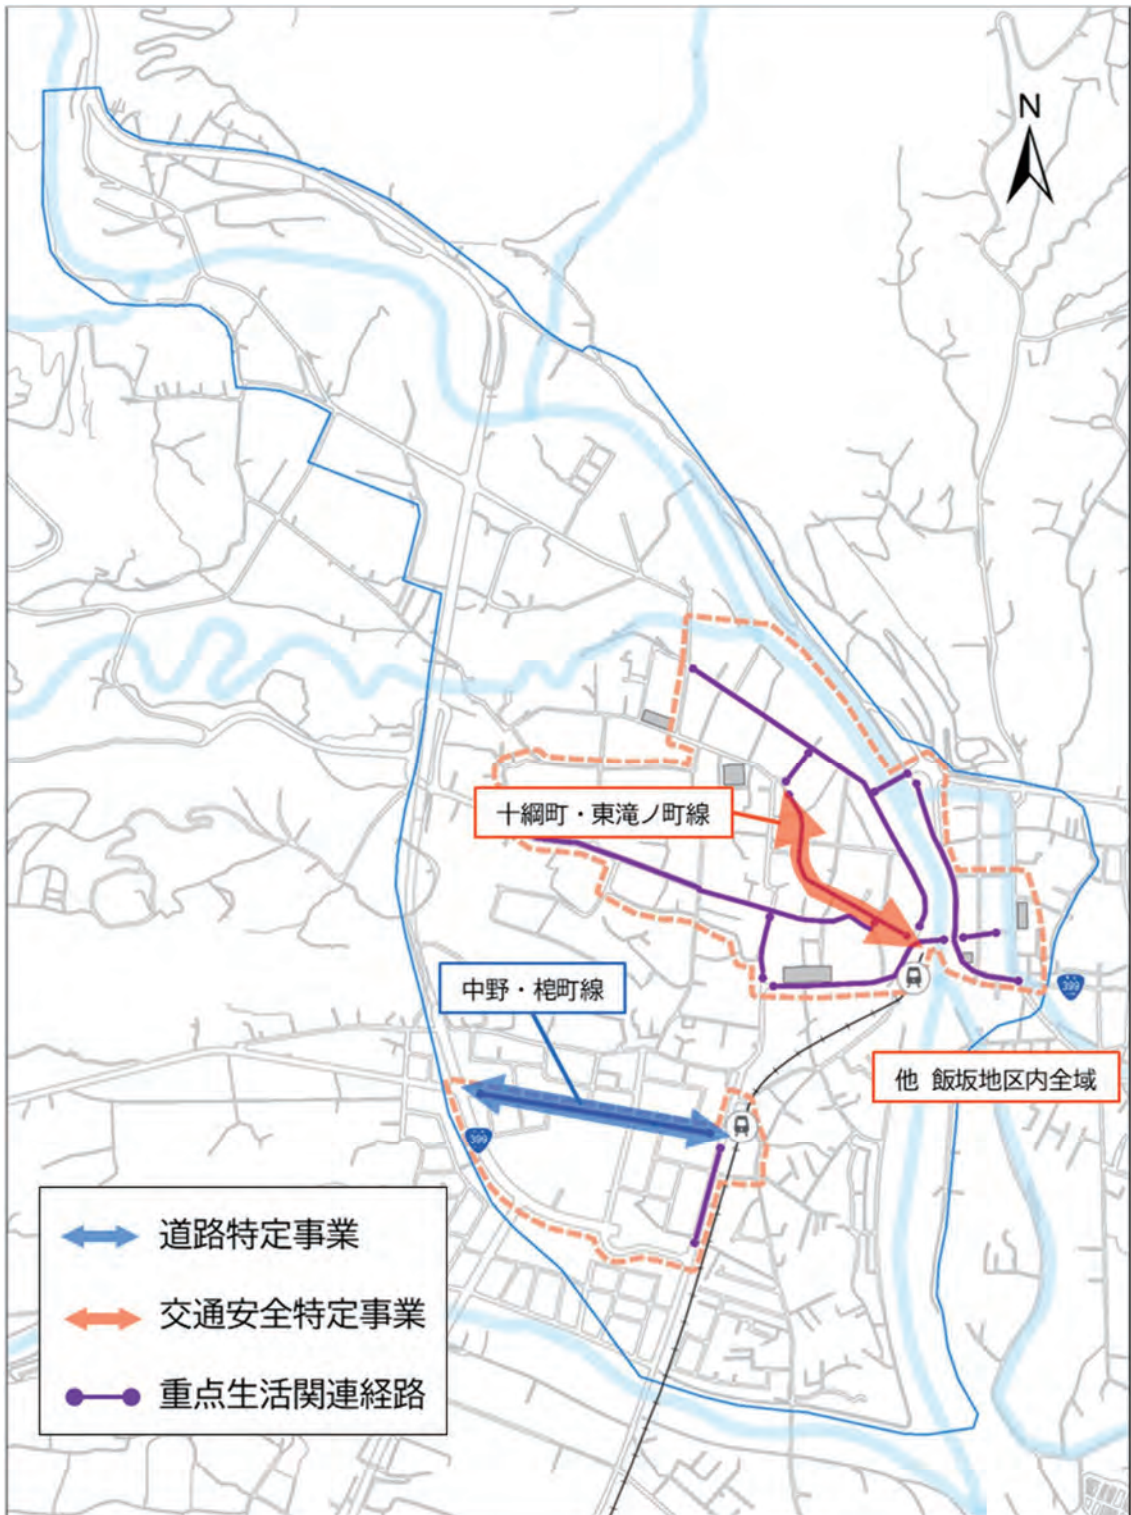 N
十綱町・東滝ノ町線
中野・桅町線
399
他 飯坂地区内全域
399
道路特定事業
交通安全特定事業
重点生活関連経路